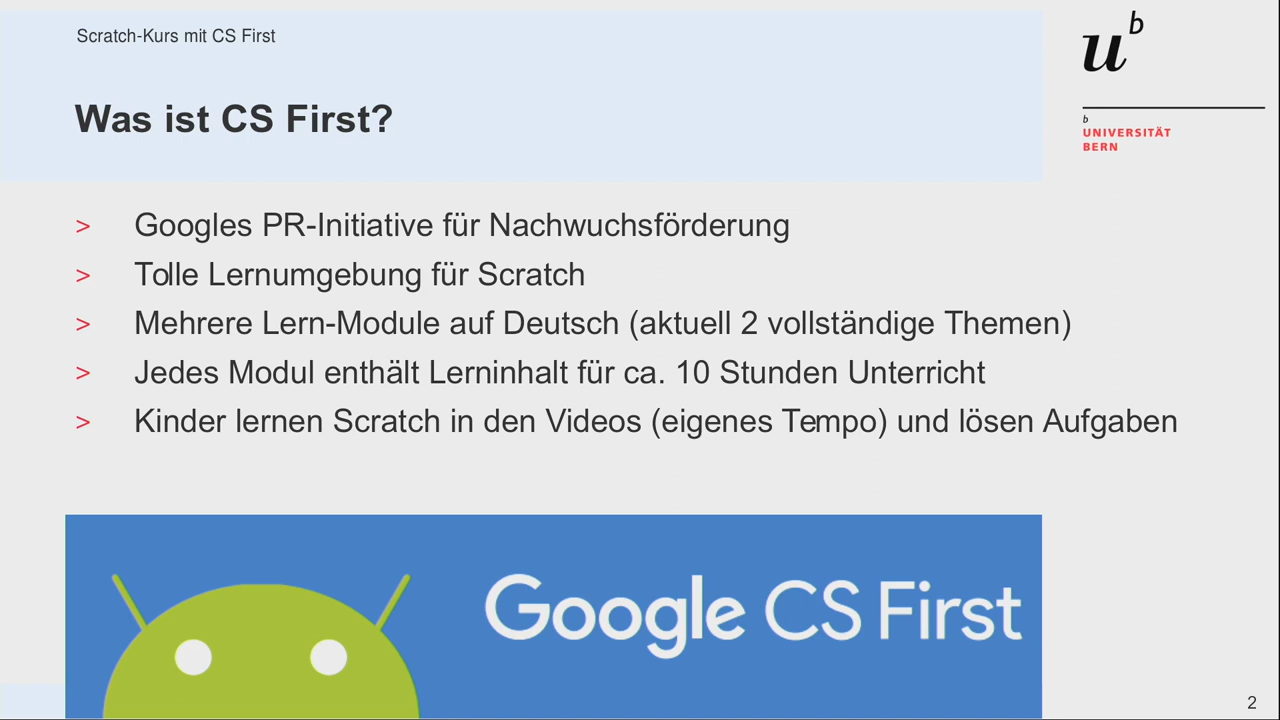 Scratch-Kurs mit CS First
u b
Was ist CS First?
b
UNIVERSITÄT
BERN
> Googles PR-Initiative für Nachwuchsförderung
> Tolle Lernumgebung für Scratch
> Mehrere Lern-Module auf Deutsch (aktuell 2 vollständige Themen)
> Jedes Modul enthält Lerninhalt für ca. 10 Stunden Unterricht
> Kinder lernen Scratch in den Videos (eigenes Tempo) und lösen Aufgaben
Google CS First
2